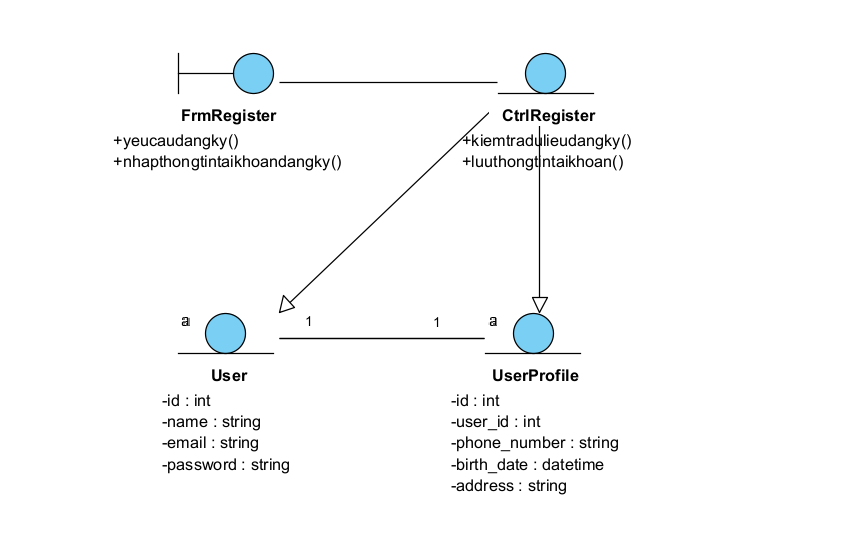 FrmRegister
+yeucaudangky()
+nhapthongtintaikhoandangky()
CtrlRegister
+kiemtradulieudangky()
+luuthongtintaikhoan()
1
1
User
-id : int
-name : string
-email : string
-password : string
UserProfile
-id : int
-user_id : int
-phone_number : string
-birth_date : datetime
-address : string